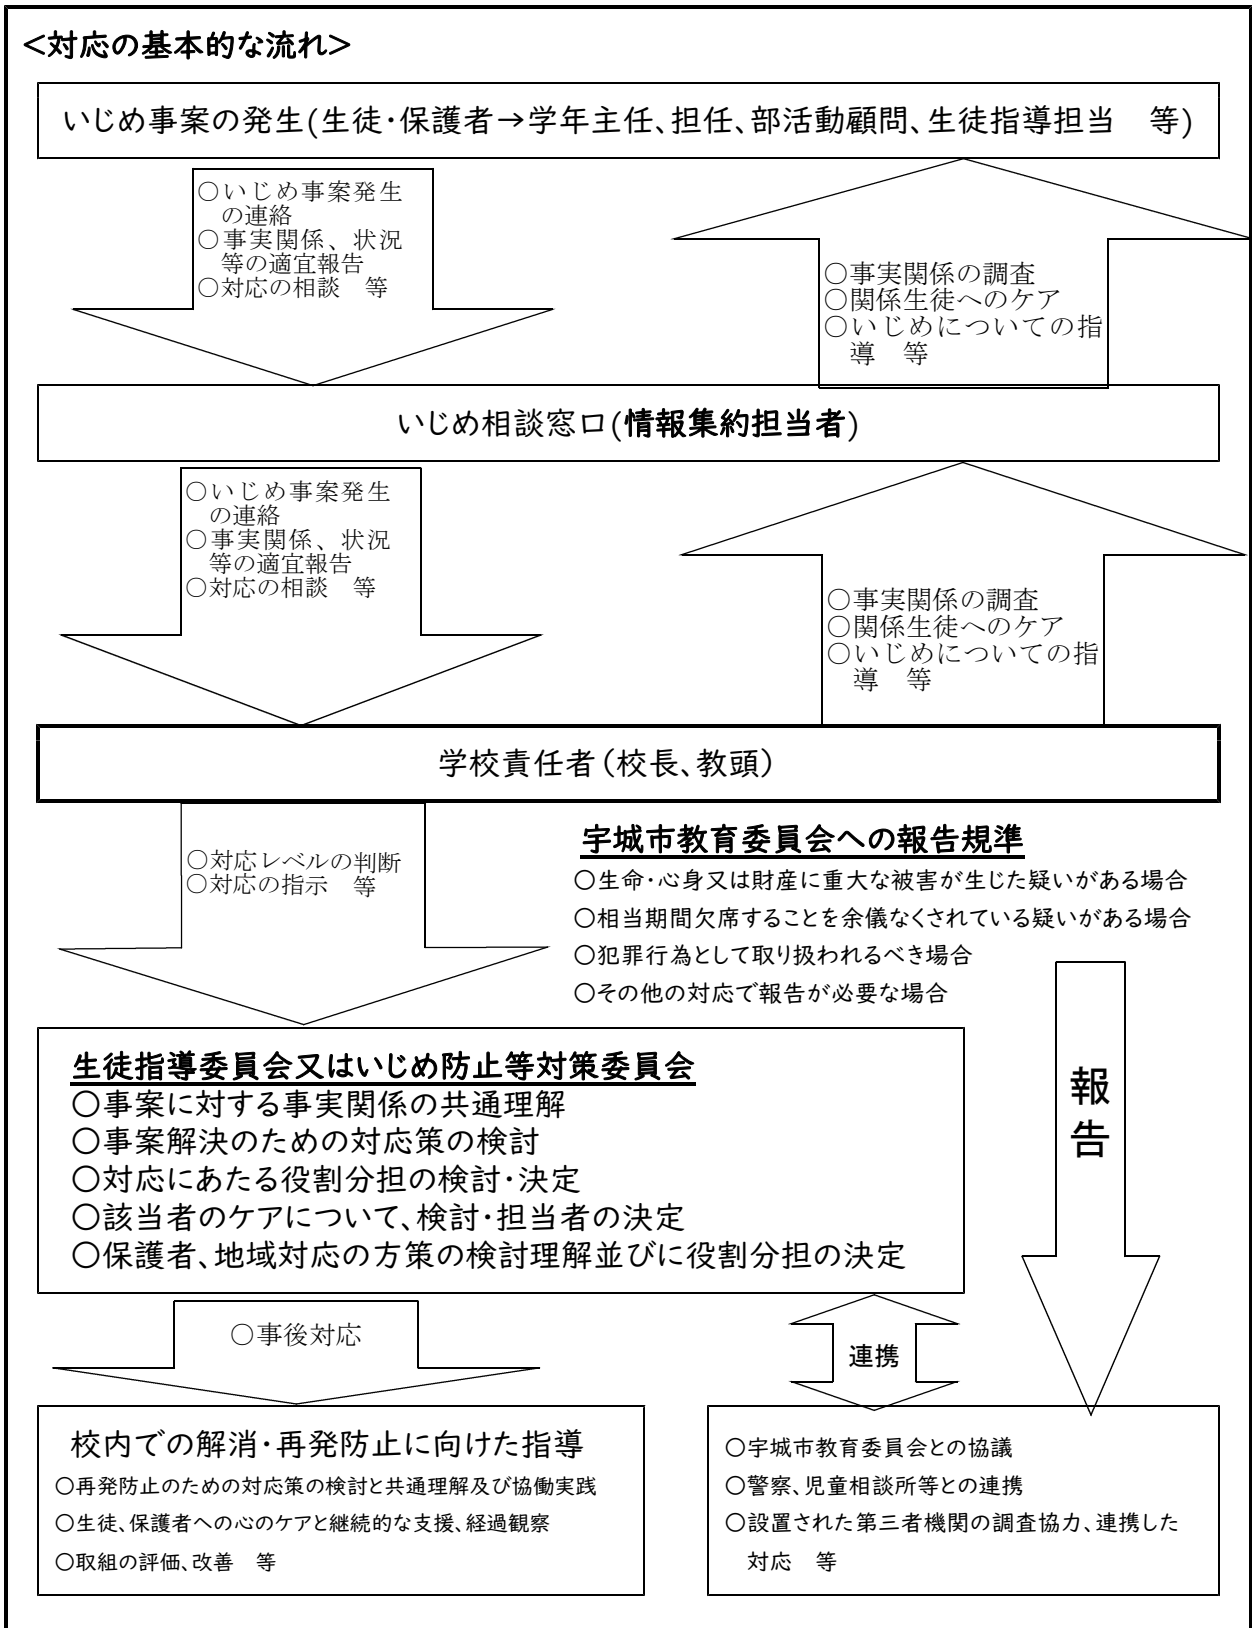 <対応の基本的な流れ>
いじめ事案の発生(生徒・保護者→学年主任、担任、部活動顧問、生徒指導担当　等)
○いじめ事案発生
の連絡
○事実関係、状況
等の適宜報告
○対応の相談　等
○事実関係の調査
○関係生徒へのケア
○いじめについての指
導　等
いじめ相談窓口(情報集約担当者)
○いじめ事案発生
の連絡
○事実関係、状況
等の適宜報告
○対応の相談　等
○事実関係の調査
○関係生徒へのケア
○いじめについての指
導　等
学校責任者(校長、教頭)
○対応レベルの判断
○対応の指示　等
宇城市教育委員会への報告規準
○生命・心身又は財産に重大な被害が生じた疑いがある場合
○相当期間欠席することを余儀なくされている疑いがある場合
○犯罪行為として取り扱われるべき場合
○その他の対応で報告が必要な場合
報
告
生徒指導委員会又はいじめ防止等対策委員会
○事案に対する事実関係の共通理解
○事案解決のための対応策の検討
○対応にあたる役割分担の検討・決定
○該当者のケアについて、検討・担当者の決定
○保護者、地域対応の方策の検討理解並びに役割分担の決定
○事後対応
連携
校内での解消・再発防止に向けた指導
○再発防止のための対応策の検討と共通理解及び協働実践
○生徒、保護者への心のケアと継続的な支援、経過観察
○取組の評価、改善　等
○宇城市教育委員会との協議
○警察、児童相談所等との連携
○設置された第三者機関の調査協力、連携した
対応　等